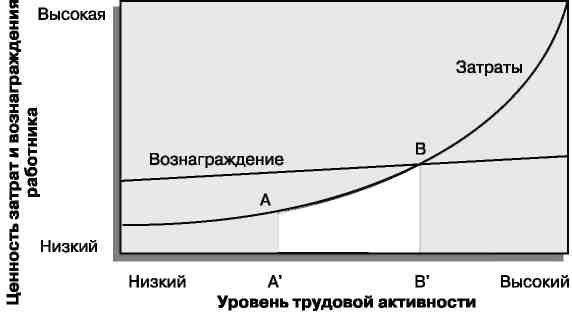 Ценность затрат и вознаграждения
работника
Высокая
Затраты
B
Вознаграждение
A
Низкий
Низкий
A'
B'
Высокий
Уровень трудовой активности